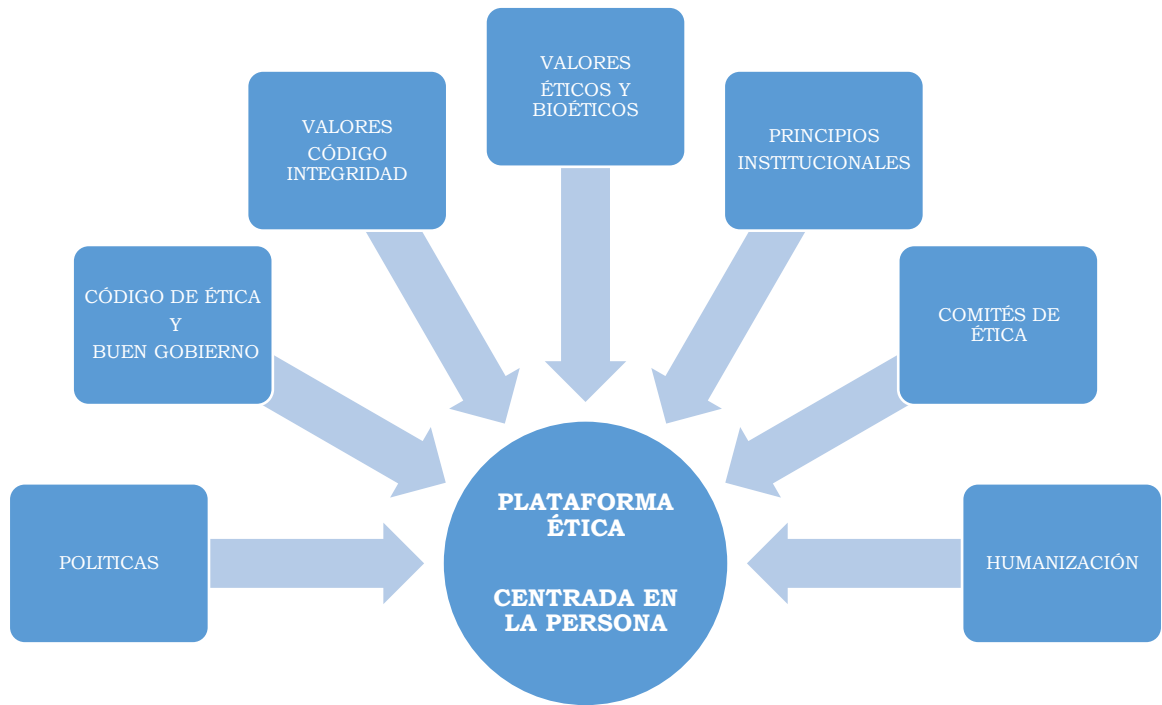 POLITICAS
CÓDIGO DE ÉTICA
Y
BUEN GOBIERNO
VALORES
CÓDIGO
INTEGRIDAD
VALORES
ÉTICOS Y
BIOÉTICOS
PRINCIPIOS
INSTITUCIONALES
COMITÉS DE
ÉTICA
HUMANIZACIÓN
PLATAFORMA
ÉTICA
CENTRADA EN
LA PERSONA